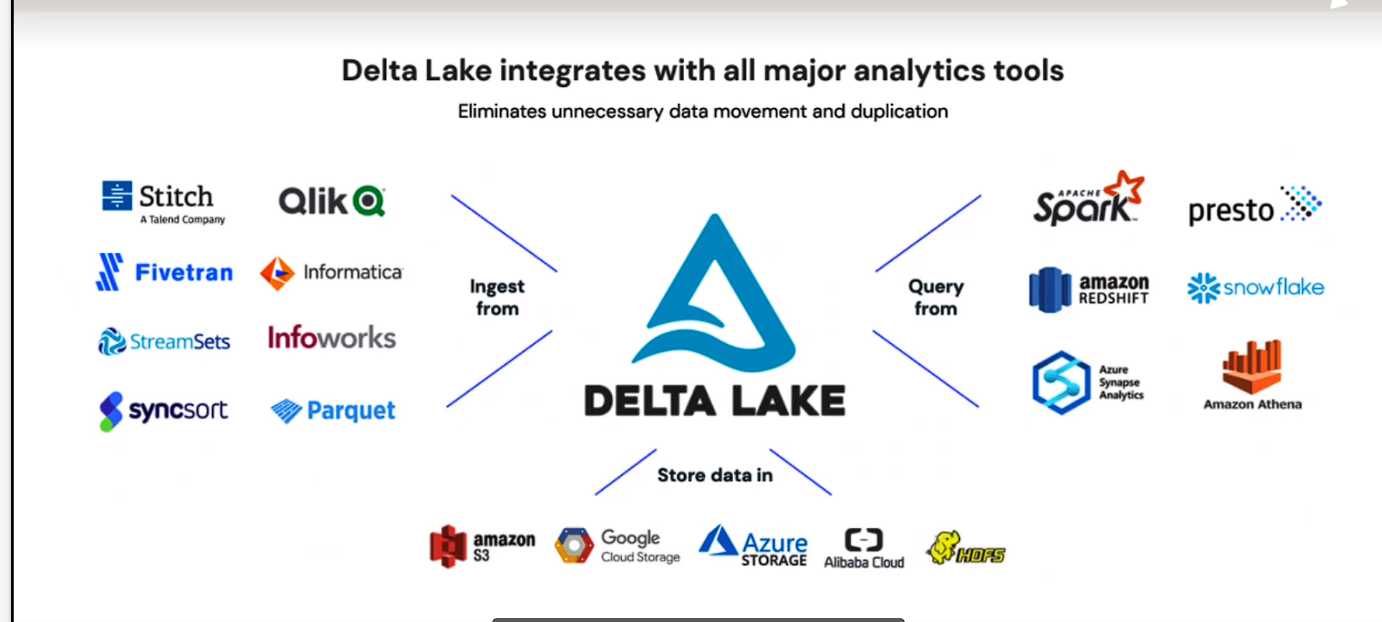 Delta Lake integrates with all major analytics tools
Eliminates unnecessary data movement and duplication
Stitch
A Talend Company
Qlik
Fivetran
Informatica
StreamSets
Infoworks
syncsort
Parquet
Ingest
from
DELTA LAKE
Query
from
APACHE
Spark
presto
amazon
REDSHIFT
snowflake
Azure
Synapse
Analytics
Amazon Athena
Store data in
amazon
S3
Google
Cloud Storage
Azure
STORAGE
Alibaba Cloud
HDFS